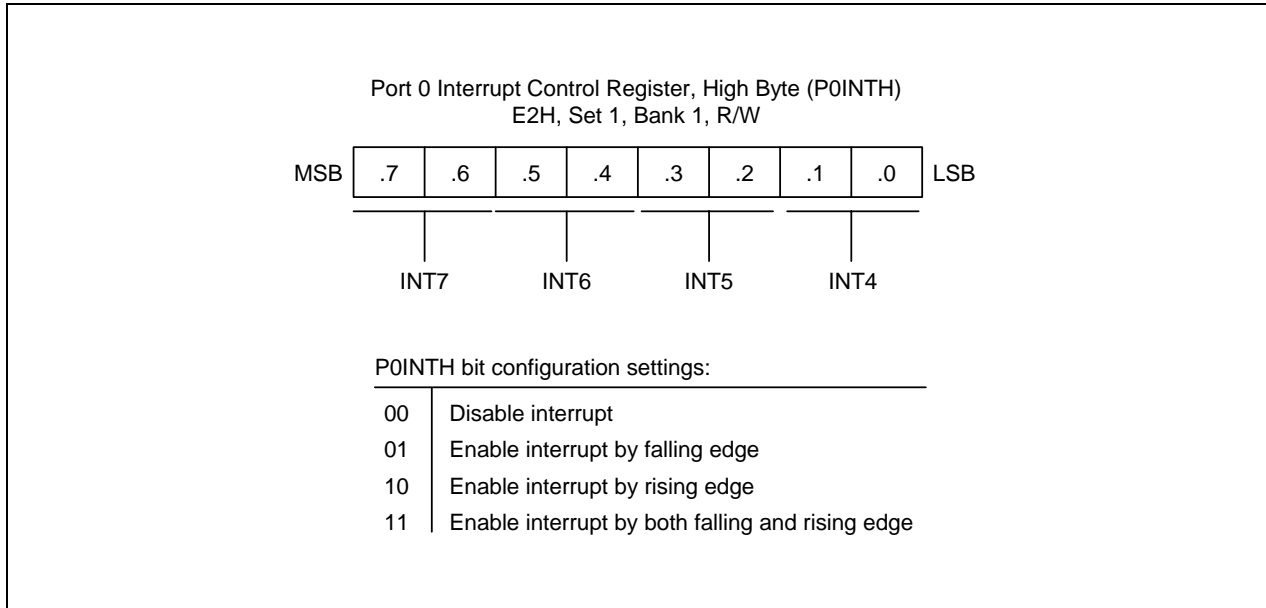 Port 0 Interrupt Control Register, High Byte (P0INTH)
E2H, Set 1, Bank 1, R/W
MSB .7 .6 .5 .4 .3 .2 .1 .0 LSB
INT7 INT6 INT5 INT4
P0INTH bit configuration settings:
00 Disable interrupt
01 Enable interrupt by falling edge
10 Enable interrupt by rising edge
11 Enable interrupt by both falling and rising edge